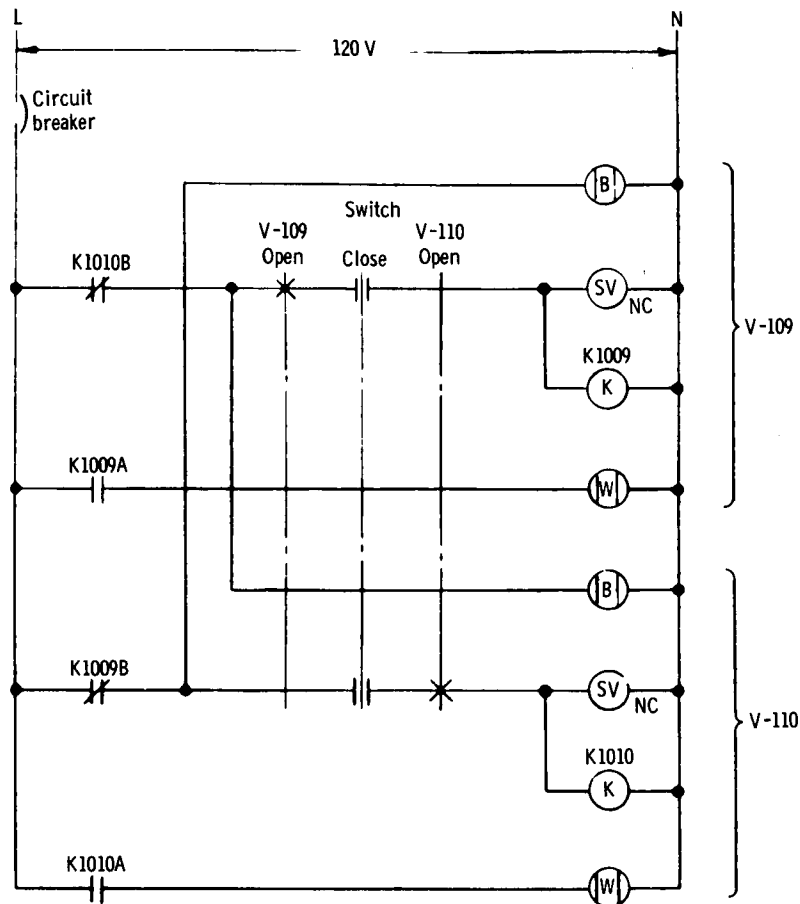 L
N
120 V
Circuit
breaker
B
Switch
V-109
Open
Close
V-110
Open
K1010B
SV
NC
V-109
K1009
K
K1009A
W
B
K1009B
SV
NC
V-110
K1010
K
K1010A
W